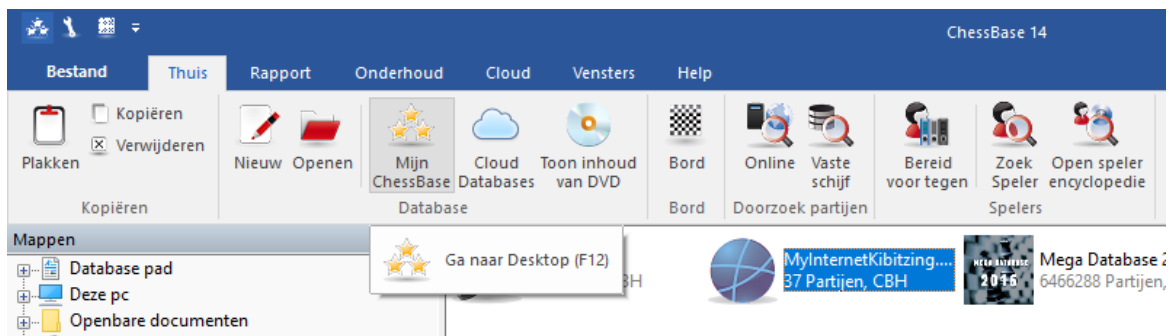 ChessBase 14
Bestand Thuis Rapport Onderhoud Cloud Vensters Help
Plakken
Kopiëren
Verwijderen
Nieuw Openen
Mijn ChessBase
Cloud Databases
Toon inhoud van DVD
Bord
Online
Vaste schijf
Bereid voor tegen
Zoek Speler
Open speler encyclopedie
Kopiëren Database Bord Doorzoek partijen Spelers
Mappen
Database pad
Deze pc
Openbare documenten
Ga naar Desktop (F12)
MyInternetKibitzing....
37 Partijen, CBH
MEGA DATABASE
2016
Mega Database 2
6466288 Partijen,